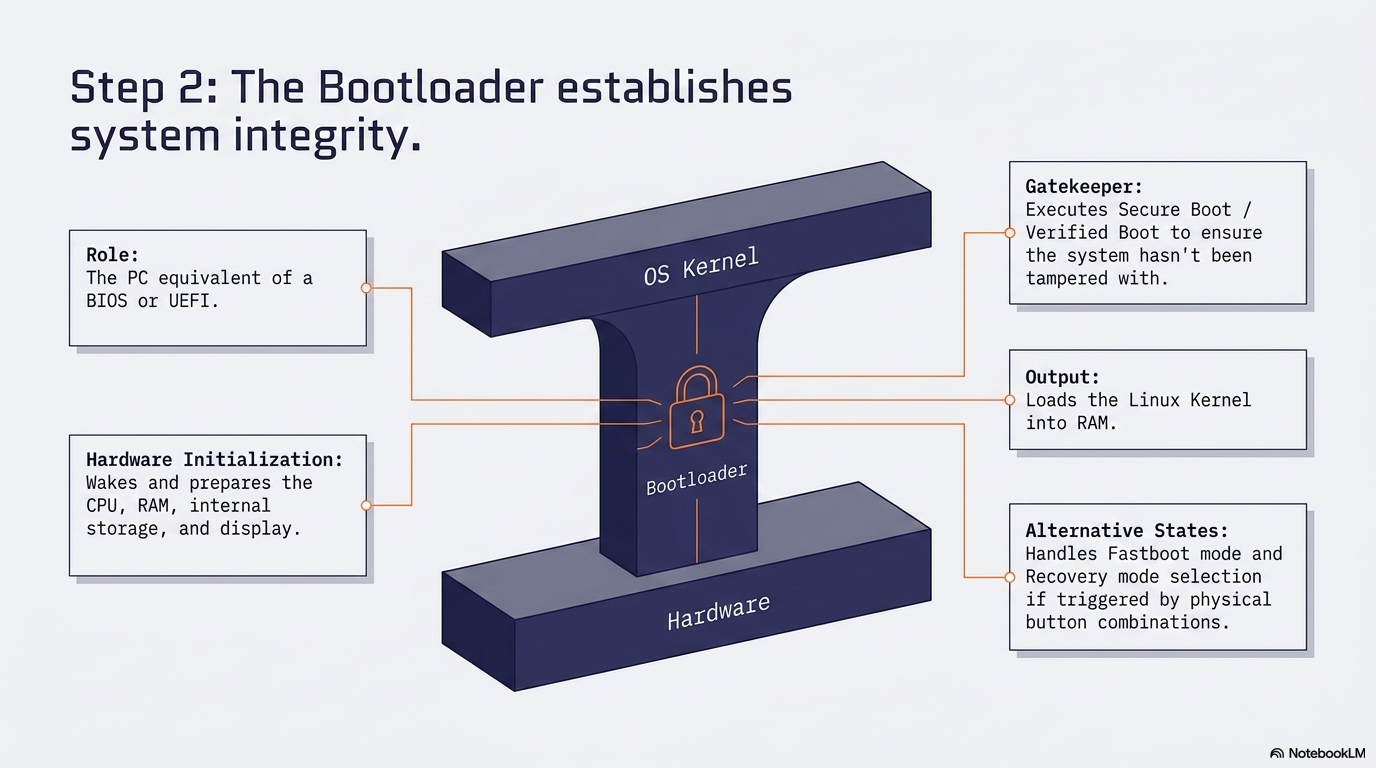 Step 2: The Bootloader establishes
system integrity.
Role:
The PC equivalent of a
BIOS or UEFI.
Hardware Initialization:
Wakes and prepares the
CPU, RAM, internal
storage, and display.
OS Kernel
Bootloader
Hardware
Gatekeeper:
Executes Secure Boot /
Verified Boot to ensure
the system hasn't been
tampered with.
Output:
Loads the Linux Kernel
into RAM.
Alternative States:
Handles Fastboot mode and
Recovery mode selection
if triggered by physical
button combinations.
NotebookLM